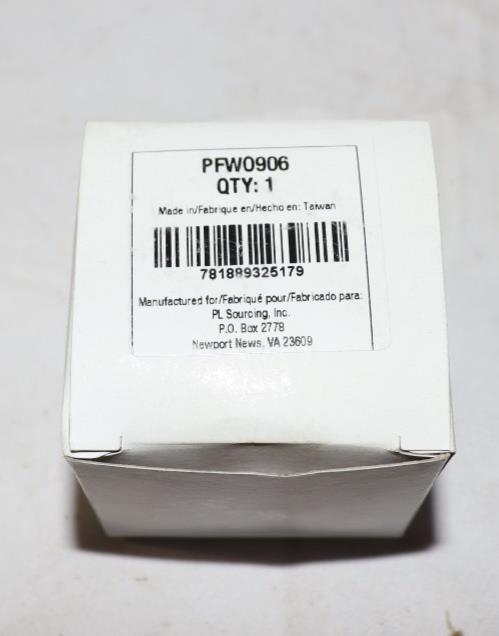 PFW0906
QTY: 1
Made in/Fabrique en/Hecho en: Taiwan
781889325179
Manufactured for/Fabriqué pour/Fabricado para:
PL Sourcing, Inc.
P.O. Box 2778
Newport News, VA 23609